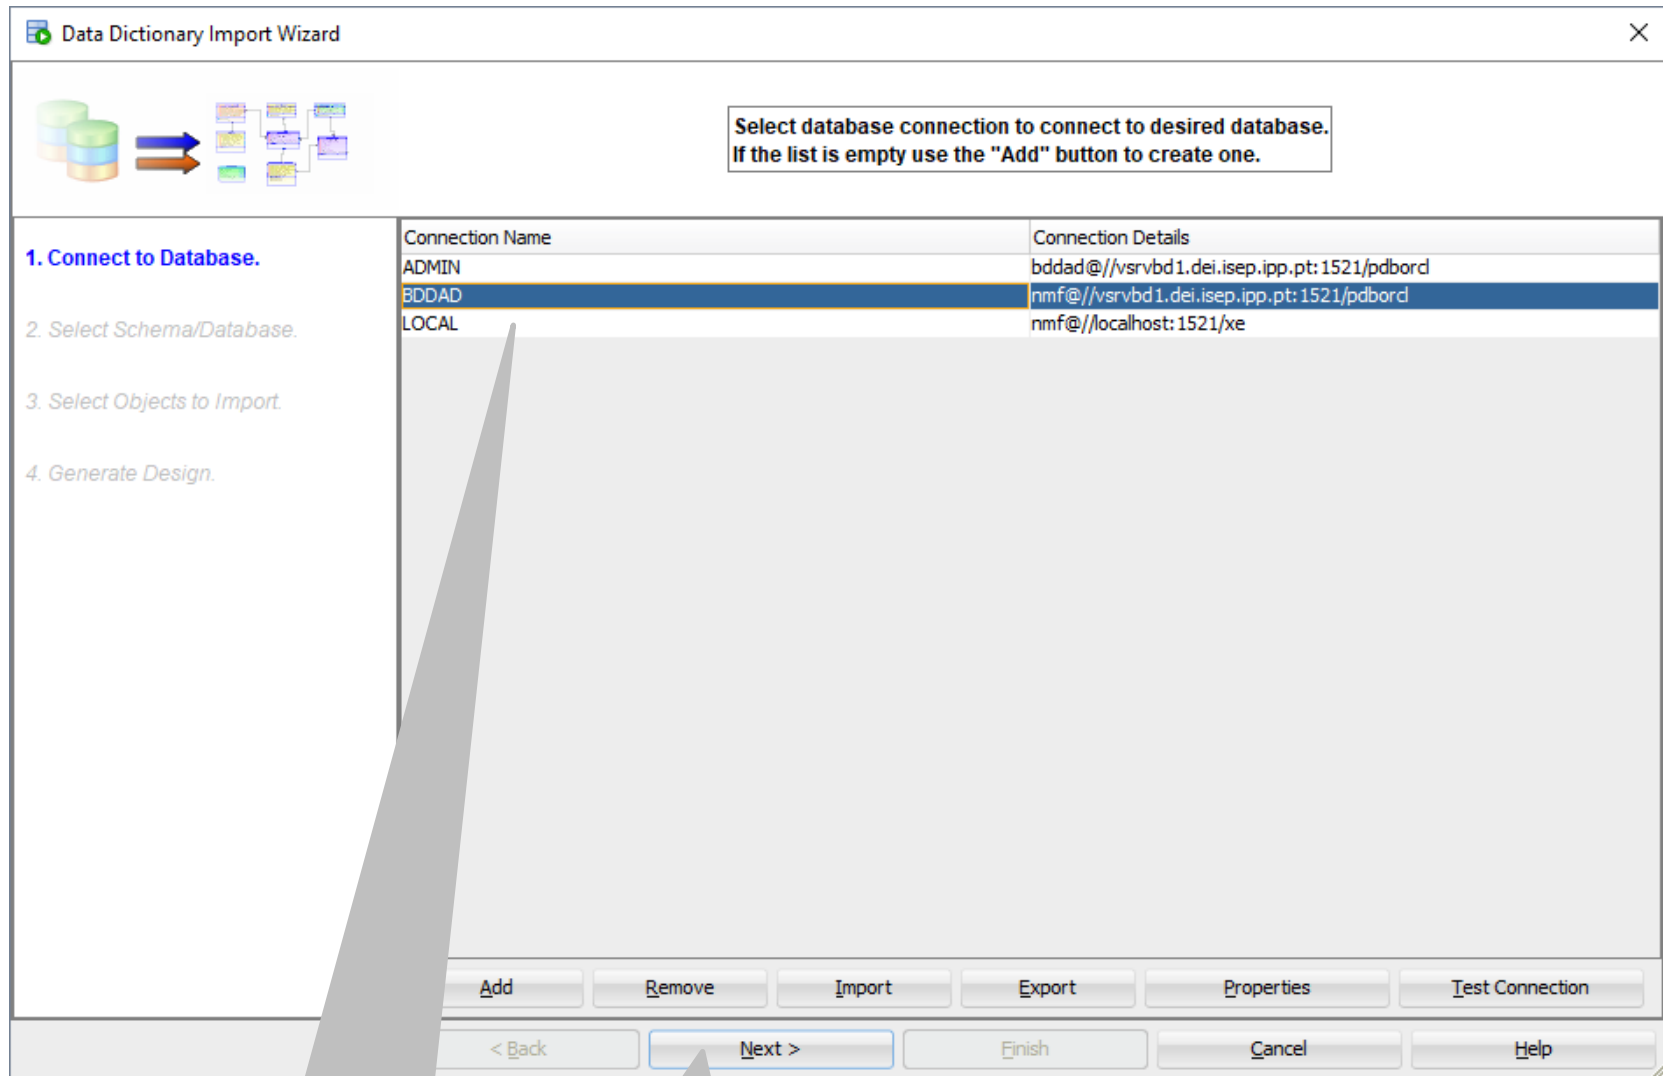 Data Dictionary Import Wizard
Select database connection to connect to desired database.
If the list is empty use the "Add" button to create one.
1. Connect to Database.
2. Select Schema/Database.
3. Select Objects to Import.
4. Generate Design.
Connection Name Connection Details
ADMIN bddad@//vsrvbd1.dei.isep.ipp.pt:1521/pdborcl
BDDAD nmf@//vsrvbd1.dei.isep.ipp.pt:1521/pdborcl
LOCAL nmf@//localhost:1521/xe
Add Remove Import Export Properties Test Connection
< Back Next > Finish Cancel Help